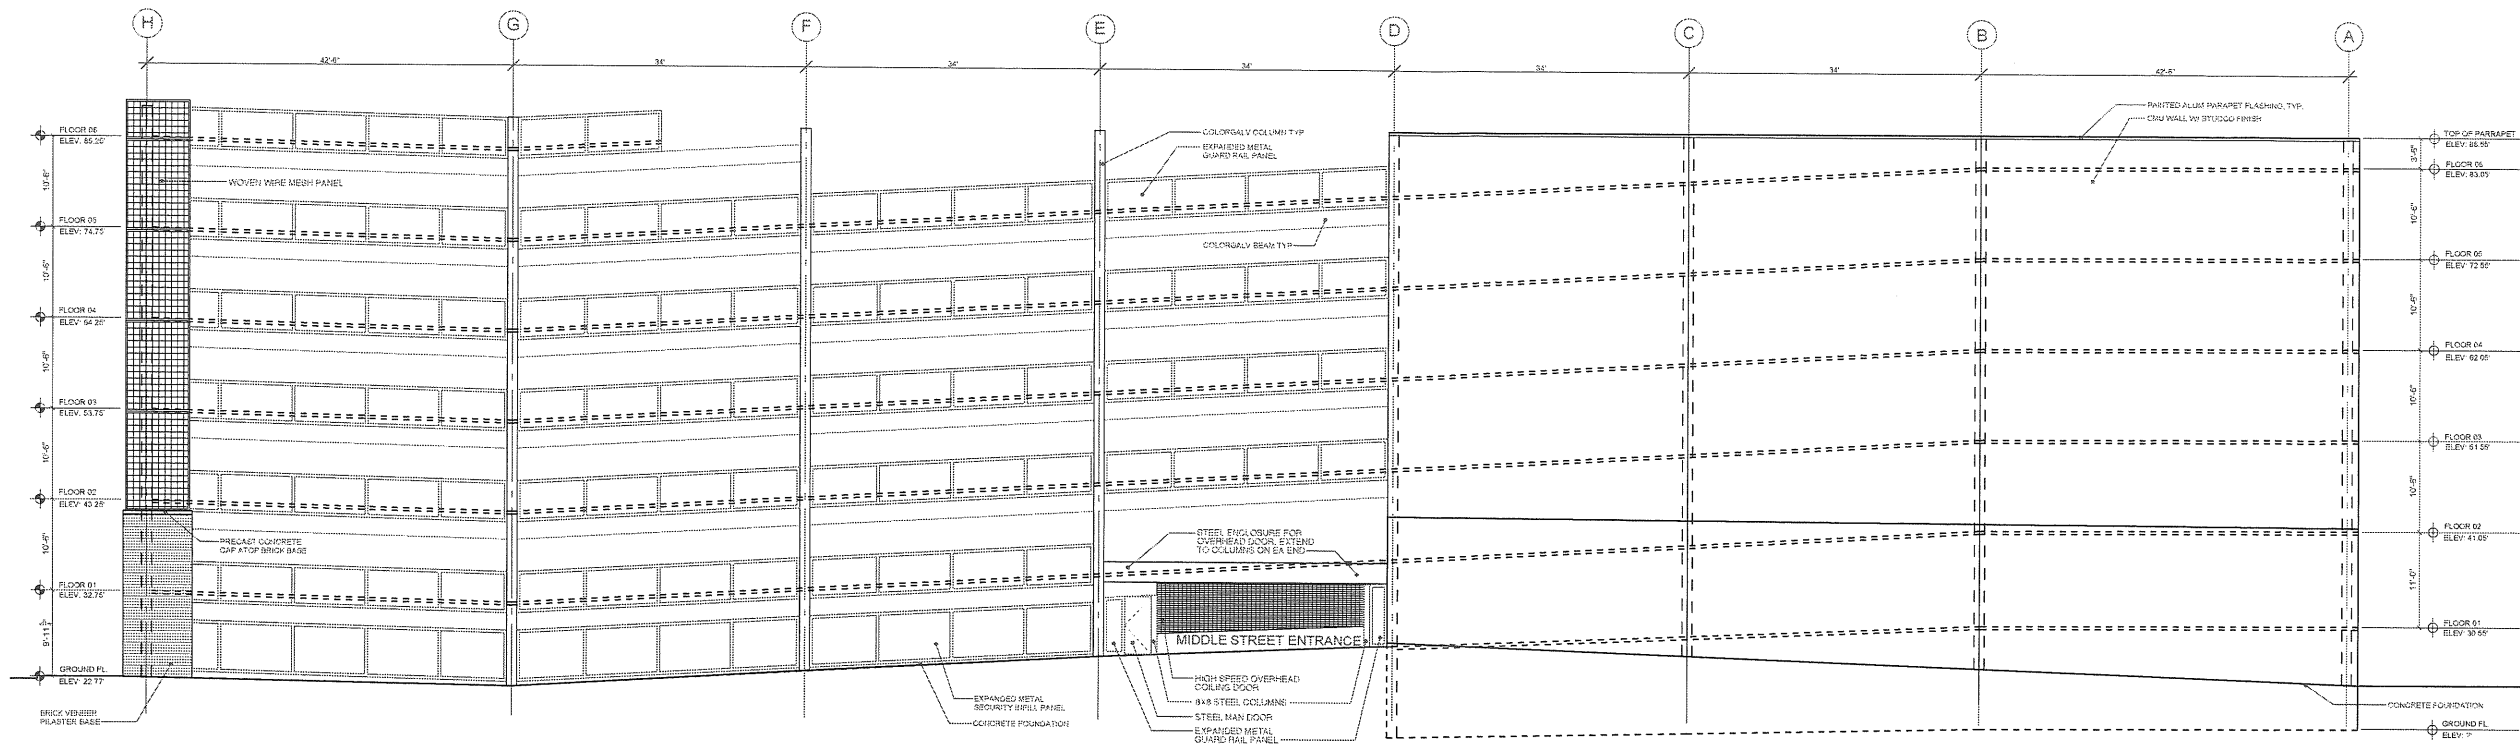 H
G
F
E
D
C
B
A
42'-6"
34'
34'
34'
34'
42'-6"
PAINTED ALUM PARAPET FLASHING, TYP.
CMU WALL W/ STUCCO FINISH
COLORGALV COLUMN TYP
EXPANDED METAL
GUARD RAIL PANEL
COLORGALV BEAM TYP
WOVEN WIRE MESH PANEL
FLOOR 06
ELEV: 85.25'
10'-6"
FLOOR 05
ELEV: 74.75'
10'-6"
FLOOR 04
ELEV: 64.25'
10'-6"
FLOOR 03
ELEV: 53.75'
10'-6"
FLOOR 02
ELEV: 43.25'
10'-6"
FLOOR 01
ELEV: 32.75'
9'-11"
GROUND FL.
ELEV: 22.77'
PRECAST CONCRETE
CAP ATOP BRICK BASE
BRICK VENEER
PILASTER BASE
STEEL ENCLOSURE FOR
OVERHEAD DOOR. EXTEND
TO COLUMNS ON EA END
MIDDLE STREET ENTRANCE
HIGH SPEED OVERHEAD
COILING DOOR
8X8 STEEL COLUMNS
STEEL MAN DOOR
EXPANDED METAL
GUARD RAIL PANEL
EXPANDED METAL
SECURITY INFILL PANEL
CONCRETE FOUNDATION
TOP OF PARRAPET
ELEV: 86.55'
3'-6"
ELEV: 83.05'
10'-6"
ELEV: 72.55'
10'-6"
FLOOR 04
ELEV: 62.05'
10'-6"
FLOOR 03
ELEV: 51.55'
10'-6"
FLOOR 02
ELEV: 41.05'
11'-0"
FLOOR 01
ELEV: 30.55'
CONCRETE FOUNDATION
GROUND FL